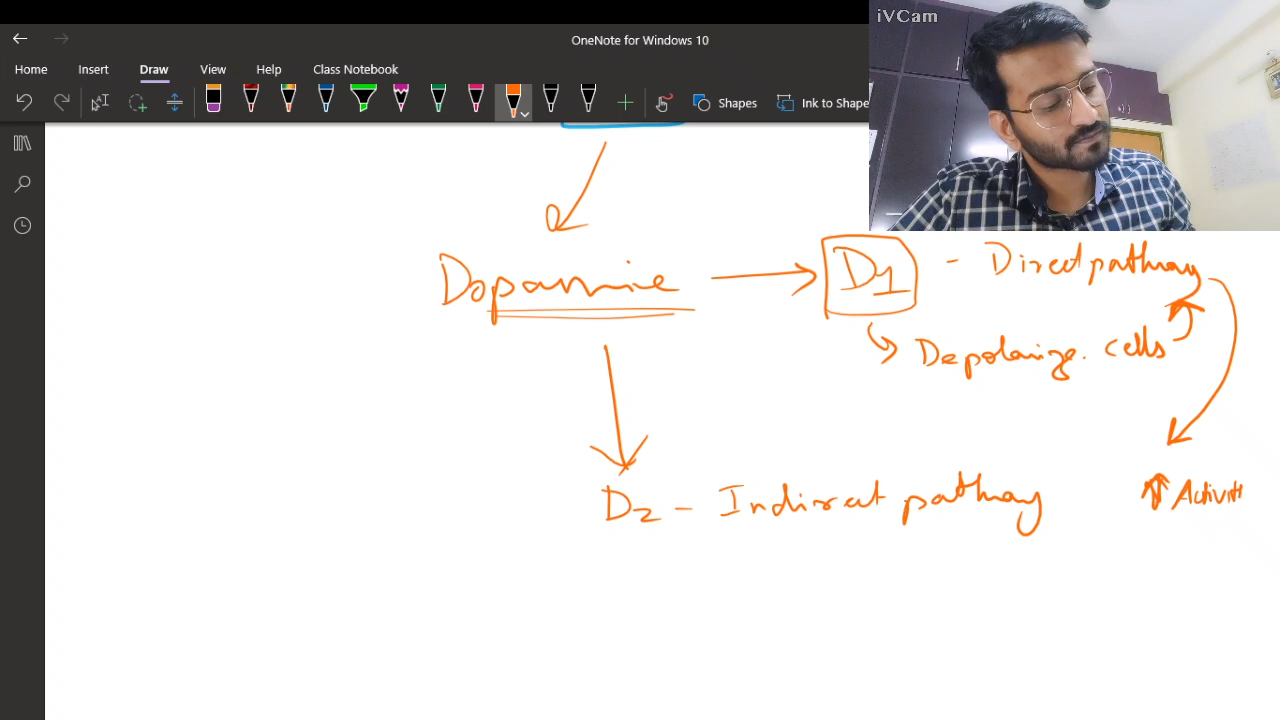 iVCam
OneNote for Windows 10
Home Insert Draw View Help Class Notebook
Shapes Ink to Shape
Dopamine D1 - Direct pathway
Depolarize cells
D2 - Indirect pathway
Activit